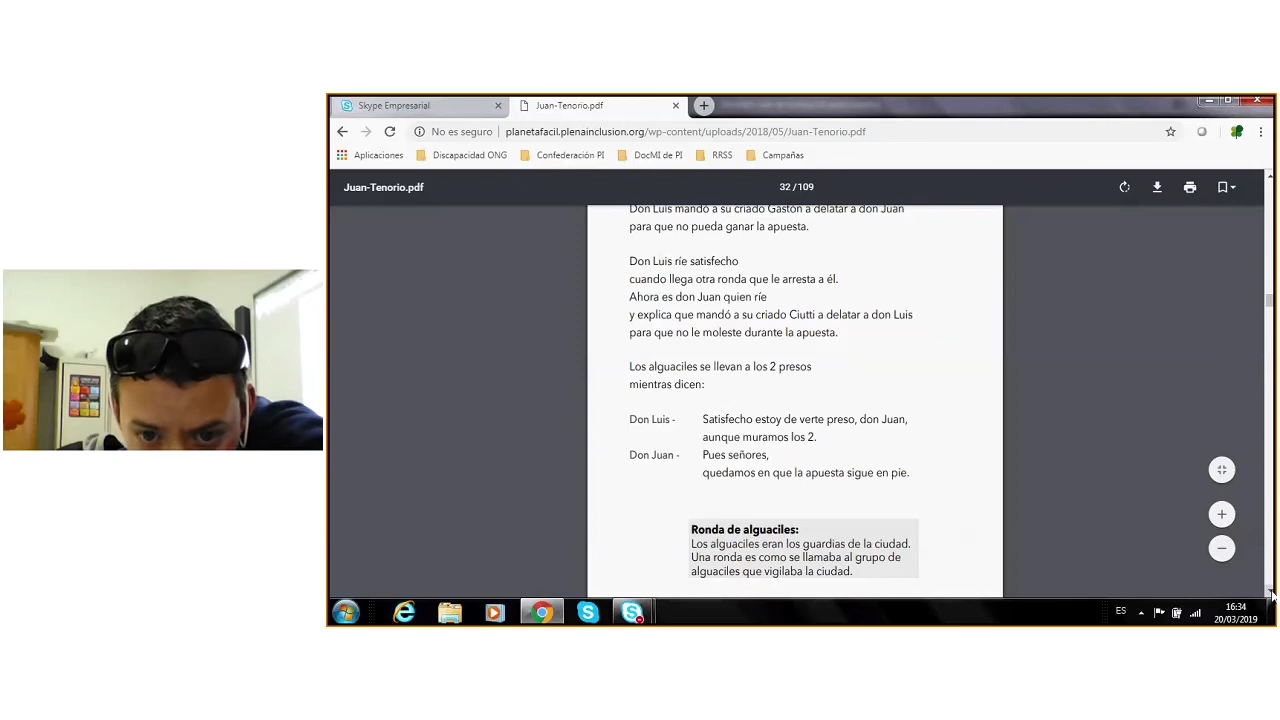 Skype Empresarial
Juan-Tenorio.pdf
No es seguro
planetafacil.plenainclusion.org/wp-content/uploads/2018/05/Juan-Tenorio.pdf
Aplicaciones
Discapacidad ONG
Confederación PI
DocMI de PI
RRSS
Campañas
Juan-Tenorio.pdf
32 / 109
Don Luis mandó a su criado Gastón a delatar a don Juan
para que no pueda ganar la apuesta.
Don Luis ríe satisfecho
cuando llega otra ronda que le arresta a él.
Ahora es don Juan quien ríe
y explica que mandó a su criado Ciutti a delatar a don Luis
para que no le moleste durante la apuesta.
Los alguaciles se llevan a los 2 presos
mientras dicen:
Don Luis - Satisfecho estoy de verte preso, don Juan,
aunque muramos los 2.
Don Juan - Pues señores,
quedamos en que la apuesta sigue en pie.
Ronda de alguaciles:
Los alguaciles eran los guardias de la ciudad.
Una ronda es como se llamaba al grupo de
alguaciles que vigilaba la ciudad.
ES
16:34
20/03/2019